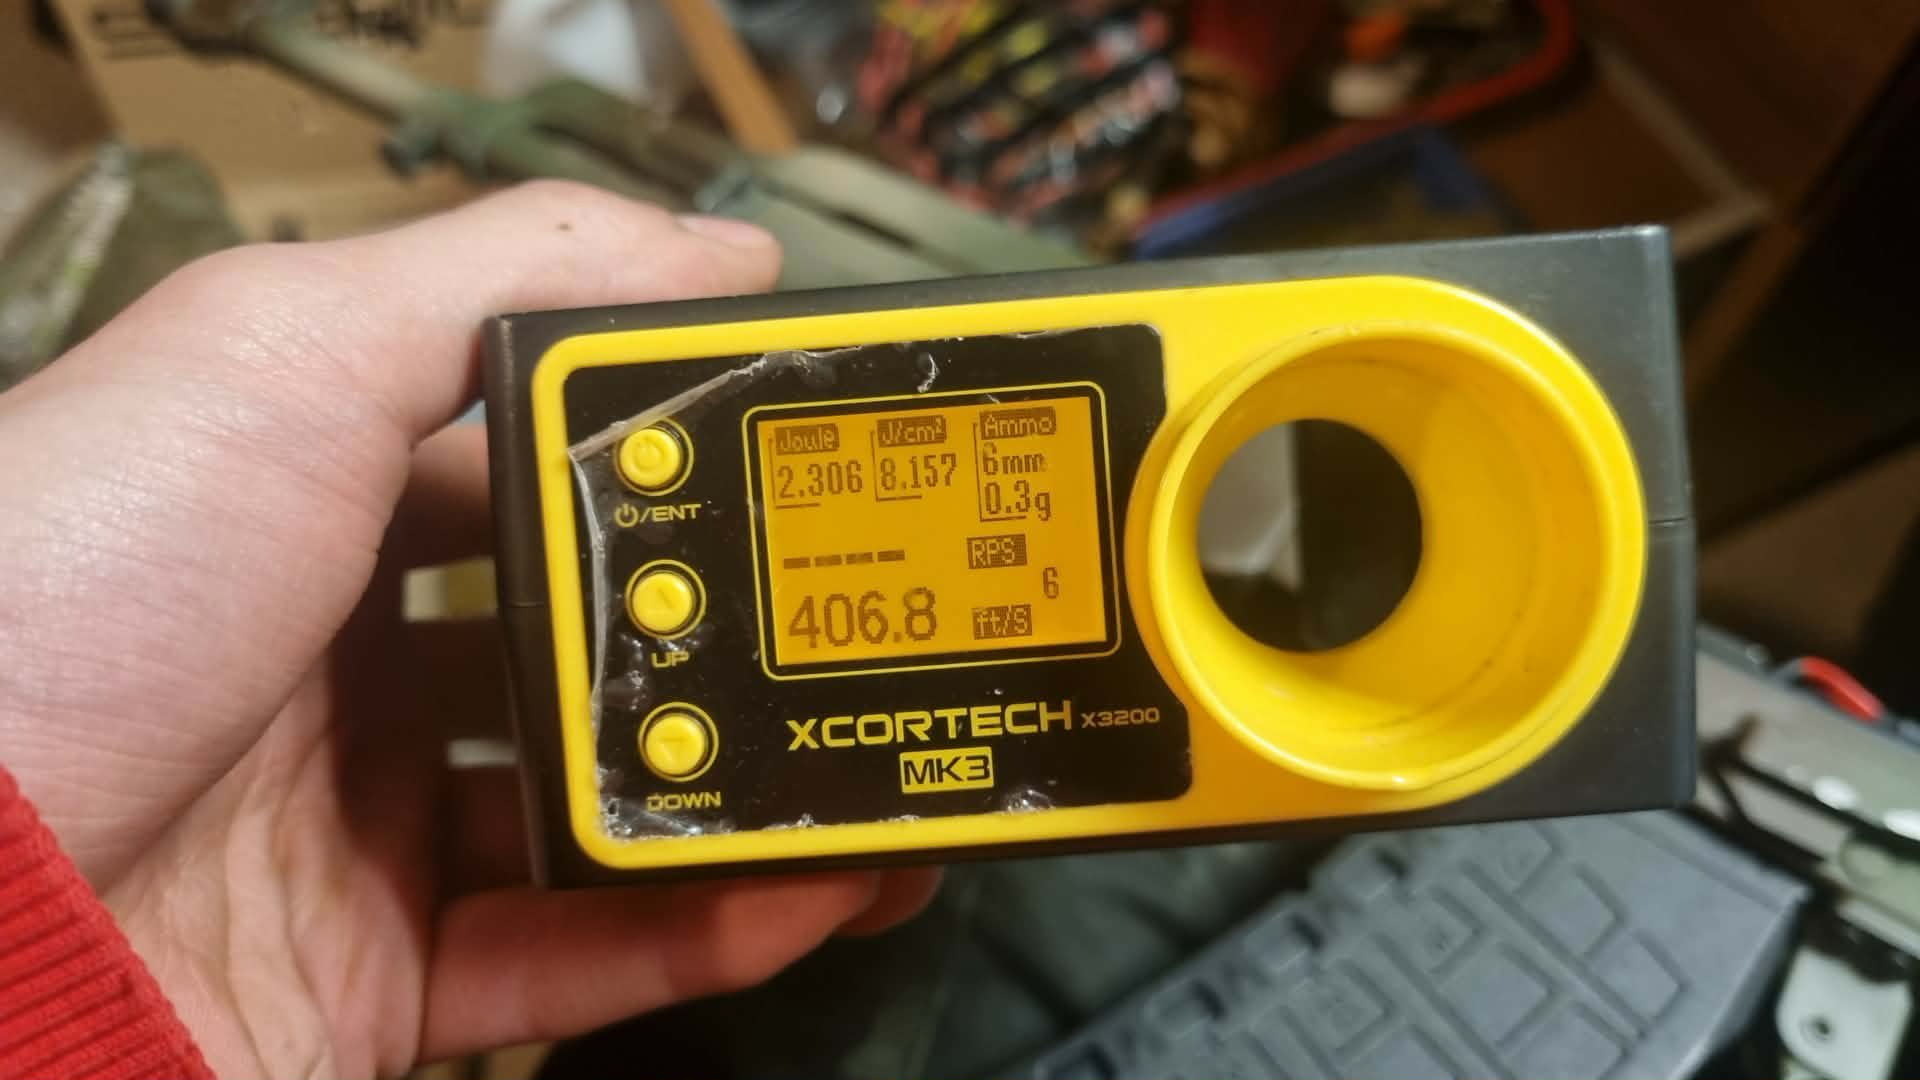 Joule J/cm² Ammo
2.306 8.157 6mm
0.3g
---- RPS
6
406.8 ft/s
⏻/ENT
UP
DOWN
XCORTECH X3200
MK3